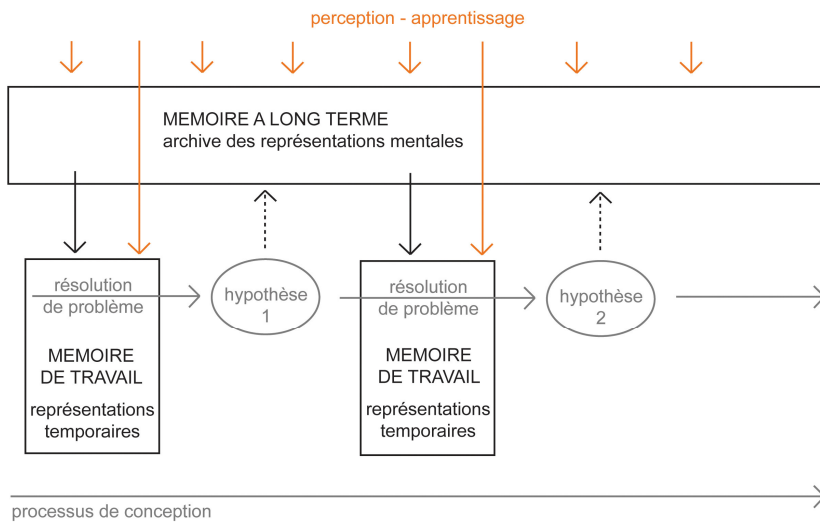 perception - apprentissage
MEMOIRE A LONG TERME
archive des représentations mentales
résolution
de problème
MEMOIRE
DE TRAVAIL
représentations
temporaires
hypothèse
1
résolution
de problème
MEMOIRE
DE TRAVAIL
représentations
temporaires
hypothèse
2
processus de conception